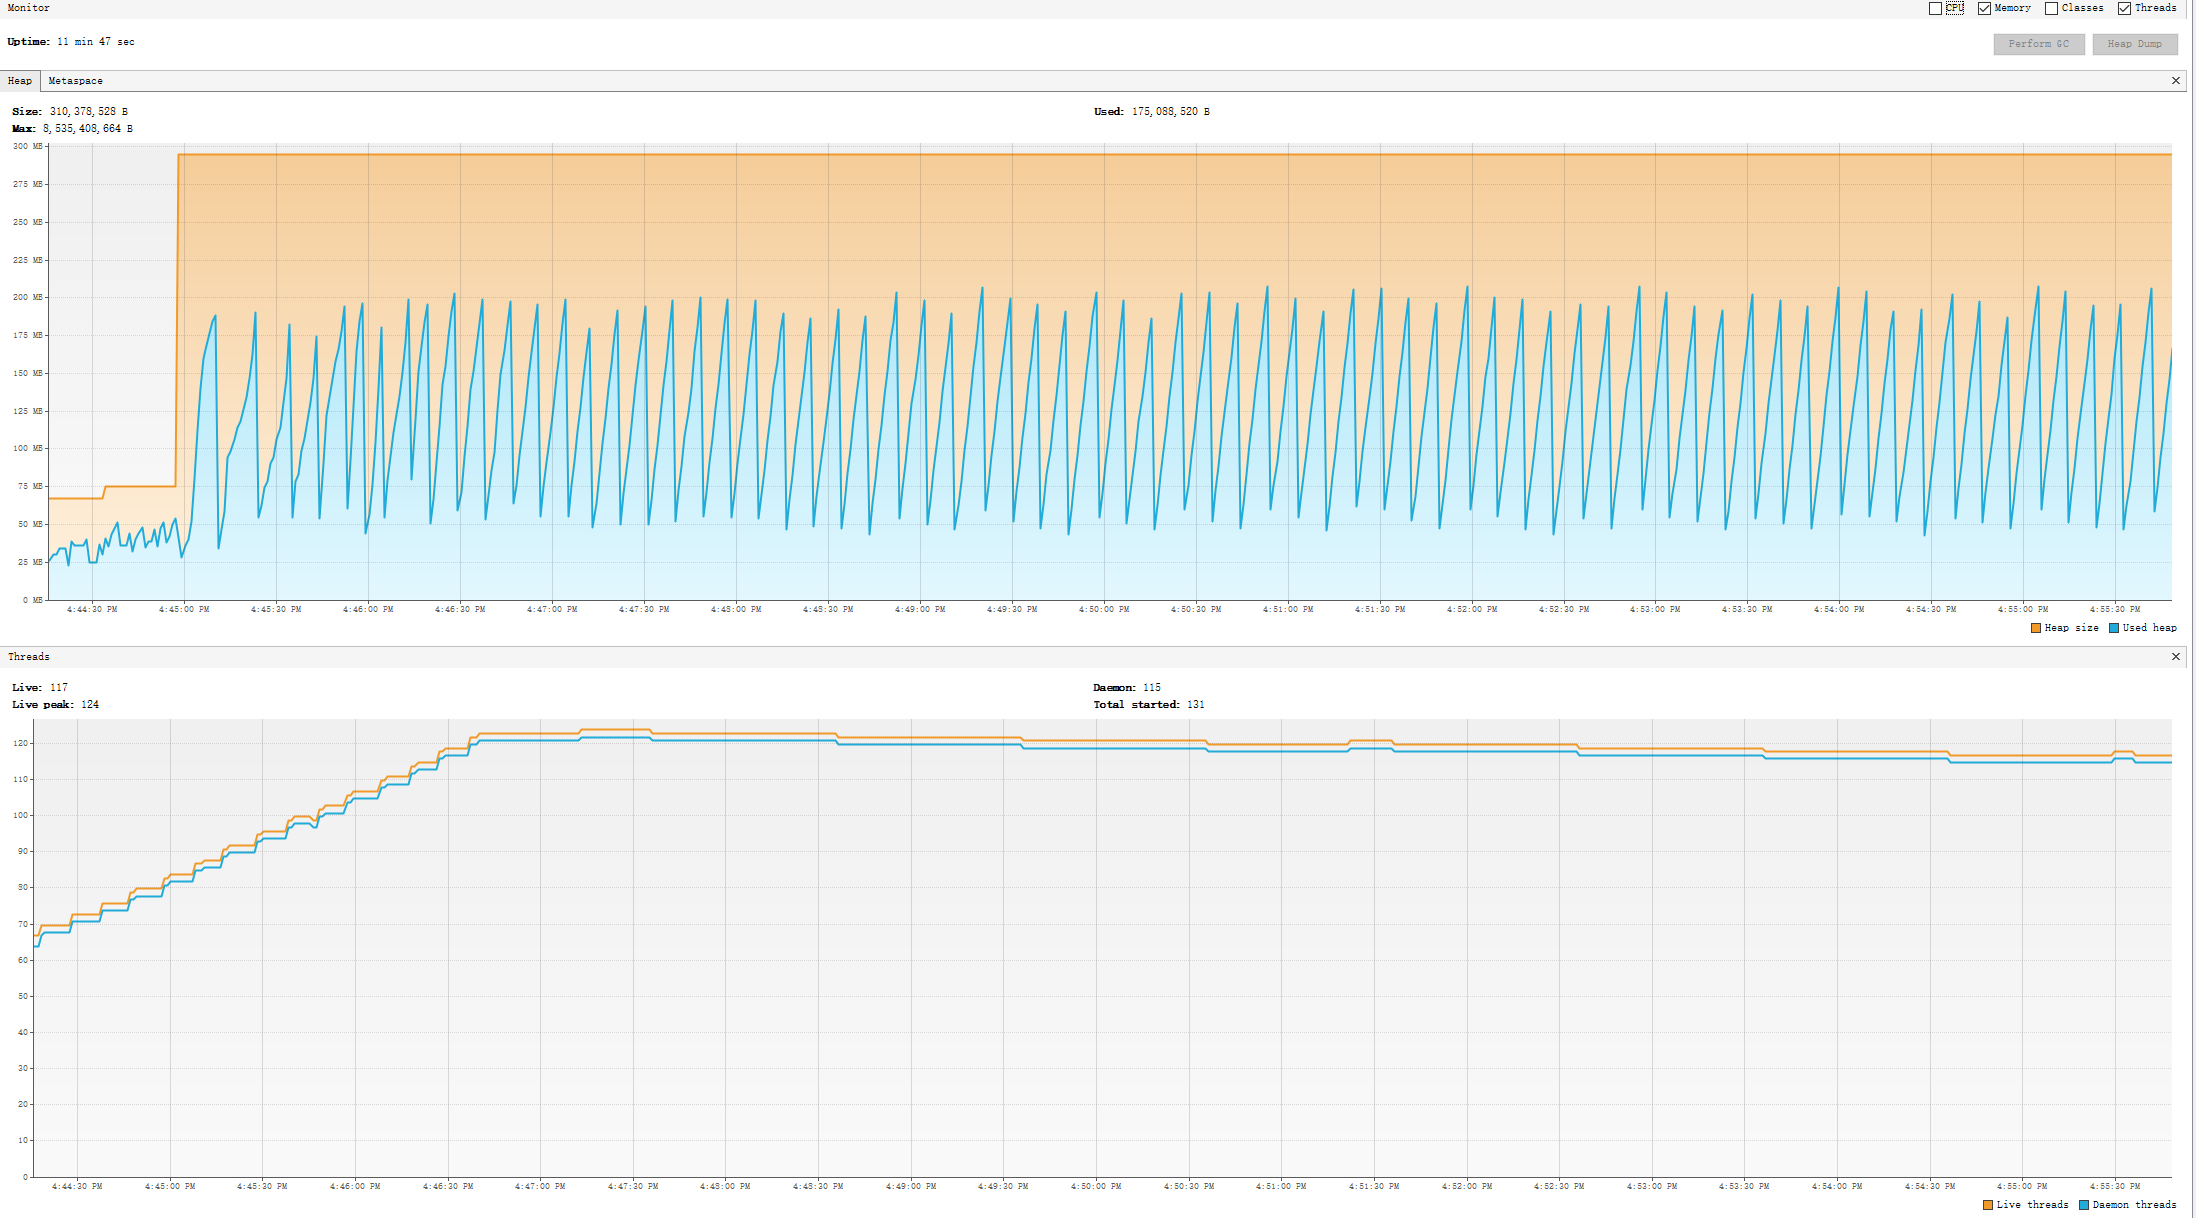 Monitor
CPU Memory Classes Threads
Uptime: 11 min 47 sec
Perform GC Heap Dump
Heap Metaspace
Size: 310,378,528 B
Used: 175,088,520 B
Max: 8,535,408,664 B
300 MB
275 MB
250 MB
225 MB
200 MB
175 MB
150 MB
125 MB
100 MB
75 MB
50 MB
25 MB
0 MB
4:44:30 PM 4:45:00 PM 4:45:30 PM 4:46:00 PM 4:46:30 PM 4:47:00 PM 4:47:30 PM 4:48:00 PM 4:48:30 PM 4:49:00 PM 4:49:30 PM 4:50:00 PM 4:50:30 PM 4:51:00 PM 4:51:30 PM 4:52:00 PM 4:52:30 PM 4:53:00 PM 4:53:30 PM 4:54:00 PM 4:54:30 PM 4:55:00 PM 4:55:30 PM
Heap size Used heap
Threads
Live: 117
Daemon: 115
Live peak: 124
Total started: 131
120
110
100
90
80
70
60
50
40
30
20
10
0
4:44:30 PM 4:45:00 PM 4:45:30 PM 4:46:00 PM 4:46:30 PM 4:47:00 PM 4:47:30 PM 4:48:00 PM 4:48:30 PM 4:49:00 PM 4:49:30 PM 4:50:00 PM 4:50:30 PM 4:51:00 PM 4:51:30 PM 4:52:00 PM 4:52:30 PM 4:53:00 PM 4:53:30 PM 4:54:00 PM 4:54:30 PM 4:55:00 PM 4:55:30 PM
Live threads Daemon threads